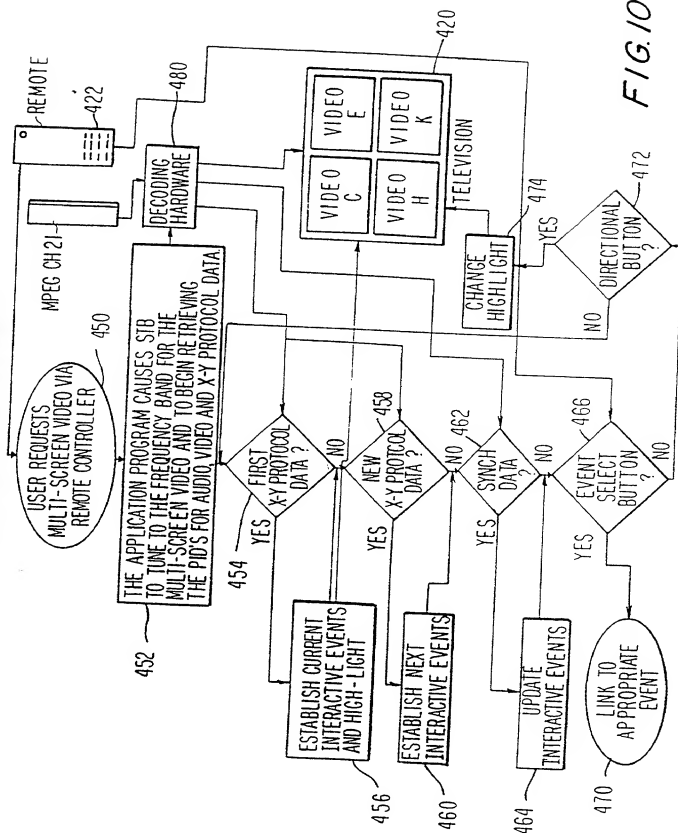 REMOTE
422
MPEG CH 21
DECODING
HARDWARE
480
USER REQUESTS
MULTI-SCREEN VIDEO VIA
REMOTE CONTROLLER
450
THE APPLICATION PROGRAM CAUSES STB
TO TUNE TO THE FREQUENCY BAND FOR THE
MULTI-SCREEN VIDEO AND TO BEGIN RETRIEVING
THE PID'S FOR AUDIO, VIDEO AND X-Y PROTOCOL DATA.
452
VIDEO
C
VIDEO
E
VIDEO
H
VIDEO
K
420
TELEVISION
FIRST
X-Y PROTOCOL
DATA ?
454
YES
NO
ESTABLISH CURRENT
INTERACTIVE EVENTS
AND HIGH-LIGHT
456
NEW
X-Y PROTOCOL
DATA ?
458
YES
NO
ESTABLISH NEXT
INTERACTIVE EVENTS
460
SYNCH
DATA ?
462
YES
NO
UPDATE
INTERACTIVE EVENTS
464
EVENT
SELECT
BUTTON
?
466
YES
NO
LINK TO
APPROPRIATE
EVENT
470
CHANGE
HIGHLIGHT
474
YES
NO
DIRECTIONAL
BUTTON
?
472
FIG. 10